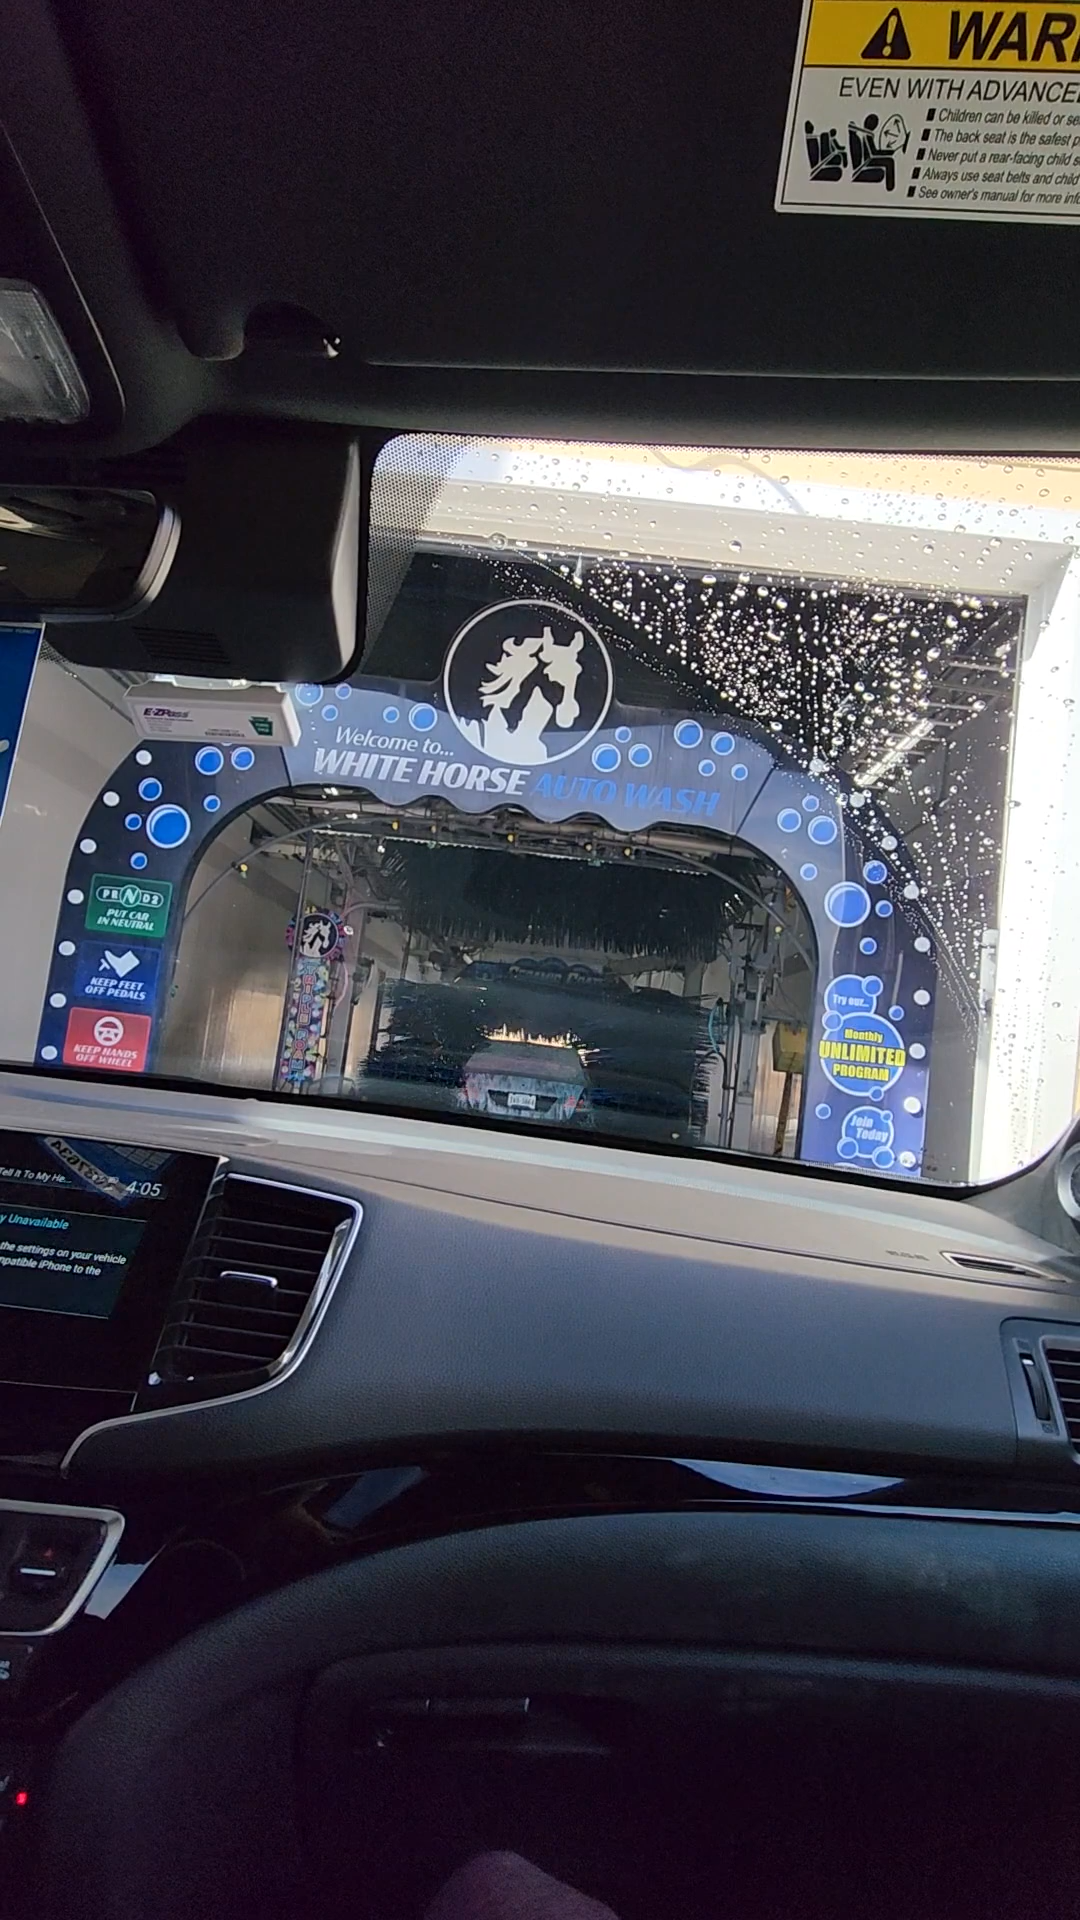 WAR
EVEN WITH ADVANCE
Children can be killed or se
The back seat is the safest p
Never put a rear-facing child s
Always use seat belts and child
See owner's manual for more info
E-ZPass
Welcome to...
WHITE HORSE AUTO WASH
PRND2
PUT CAR
IN NEUTRAL
KEEP FEET
OFF PEDALS
KEEP HANDS
OFF WHEEL
Try our...
Monthly
UNLIMITED
PROGRAM
Join
Today
Tell It To My He...
4:05
y Unavailable
the settings on your vehicle
mpatible iPhone to the